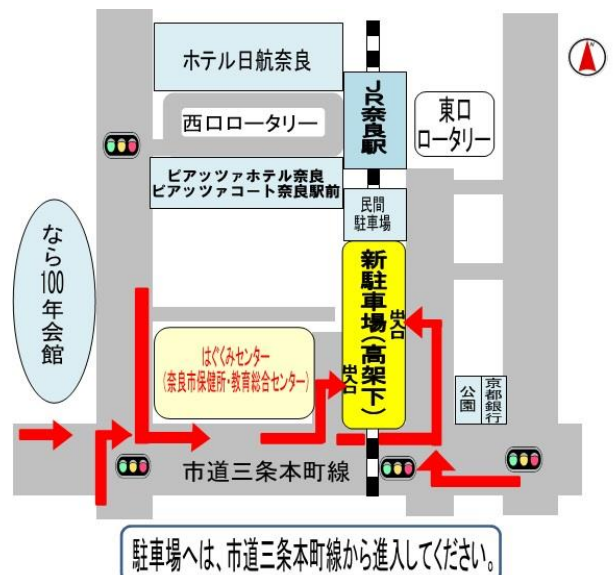 ホテル日航奈良
JR奈良駅
西口ロータリー
東口
ロータリー
ピアッツァホテル奈良
ピアッツァコート奈良駅前
民間
駐車場
なら100年会館
新駐車場(高架下)
出入口
出入口
はぐくみセンター
(奈良市保健所・教育総合センター)
公園
京都銀行
市道三条本町線
駐車場へは、市道三条本町線から進入してください。